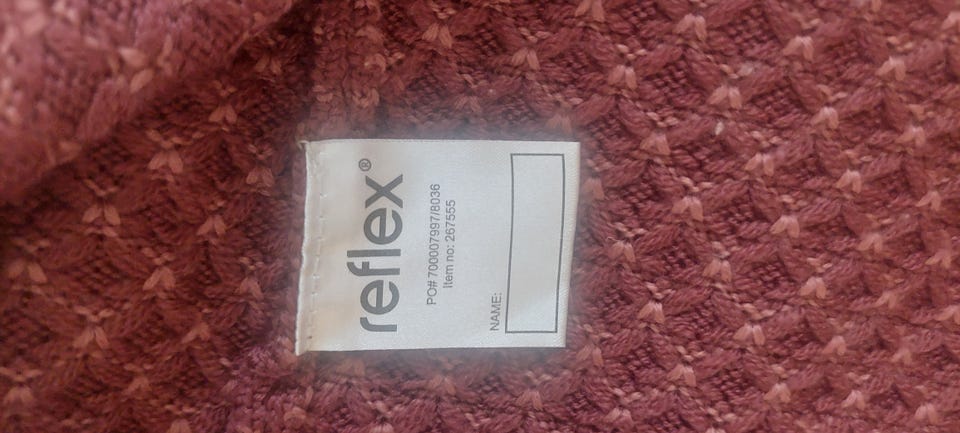 reflex®
PO# 700007997/8036
Item no: 267555
NAME: